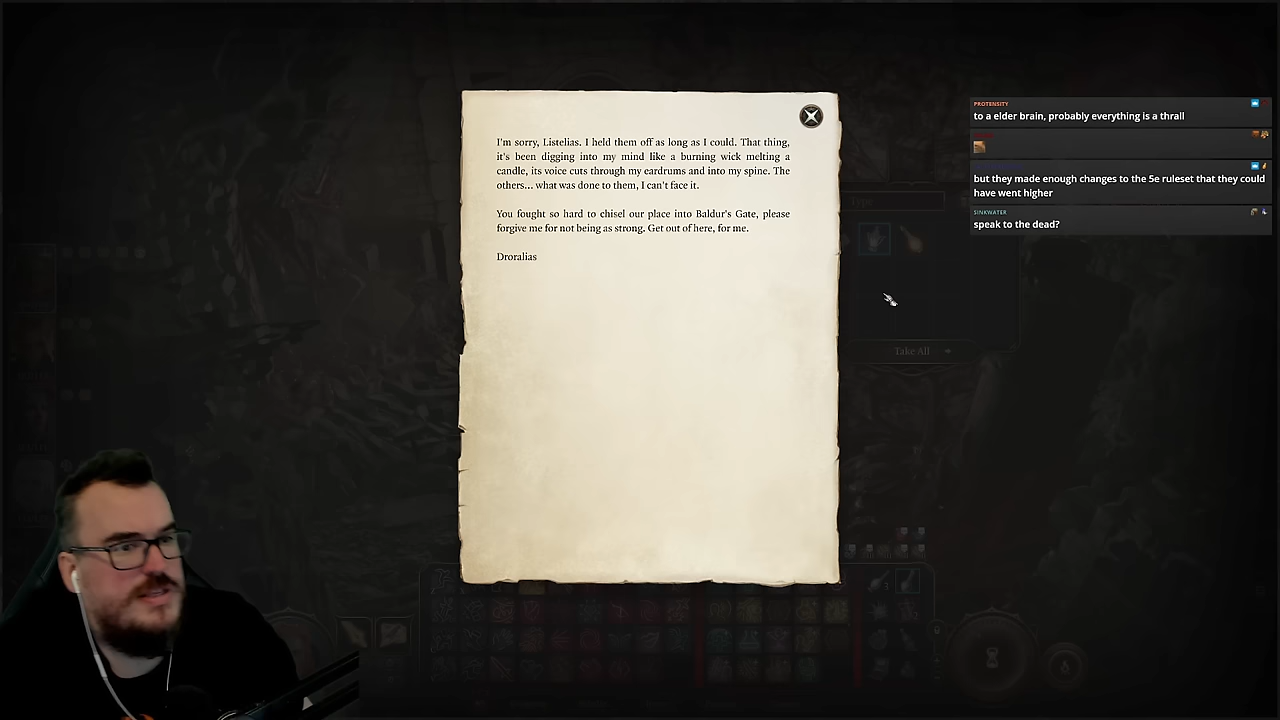 I'm sorry, Listelias. I held them off as long as I could. That thing,
it's been digging into my mind like a burning wick melting a
candle, its voice cuts through my eardrums and into my spine. The
others... what was done to them, I can't face it.
You fought so hard to chisel our place into Baldur's Gate, please
forgive me for not being as strong. Get out of here, for me.
Droralias
Type
Take All
PROTENSITY
to a elder brain, probably everything is a thrall
but they made enough changes to the 5e ruleset that they could
have went higher
SINKWATER
speak to the dead?